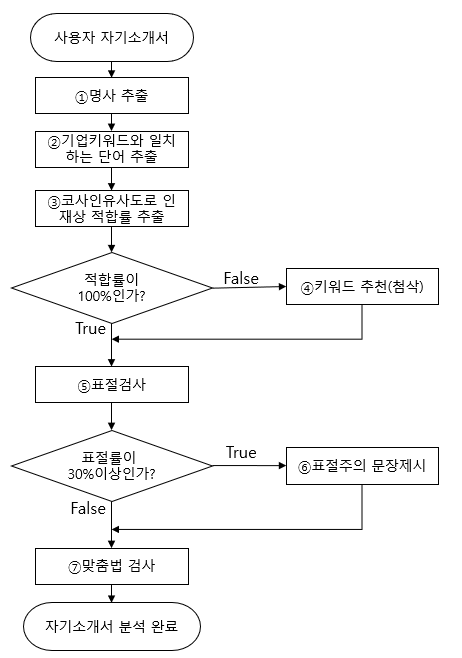 사용자 자기소개서
①명사 추출
②기업키워드와 일치
하는 단어 추출
③코사인유사도로 인
재상 적합률 추출
적합률이
100%인가?
False
④키워드 추천(첨삭)
True
⑤표절검사
표절률이
30%이상인가?
True
⑥표절주의 문장제시
False
⑦맞춤법 검사
자기소개서 분석 완료